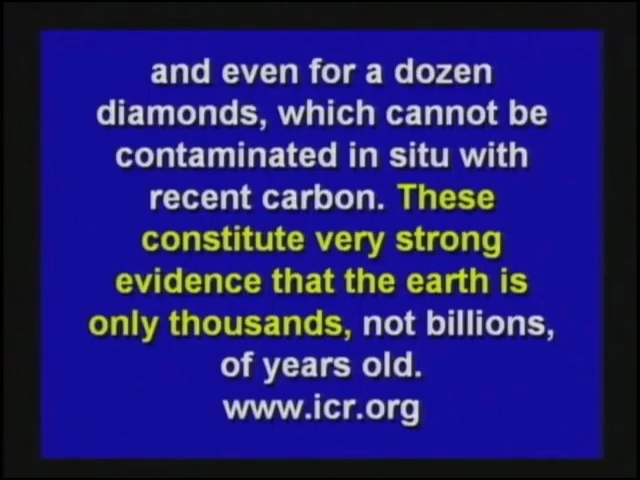 and even for a dozen
diamonds, which cannot be
contaminated in situ with
recent carbon. These
constitute very strong
evidence that the earth is
only thousands, not billions,
of years old.
www.icr.org